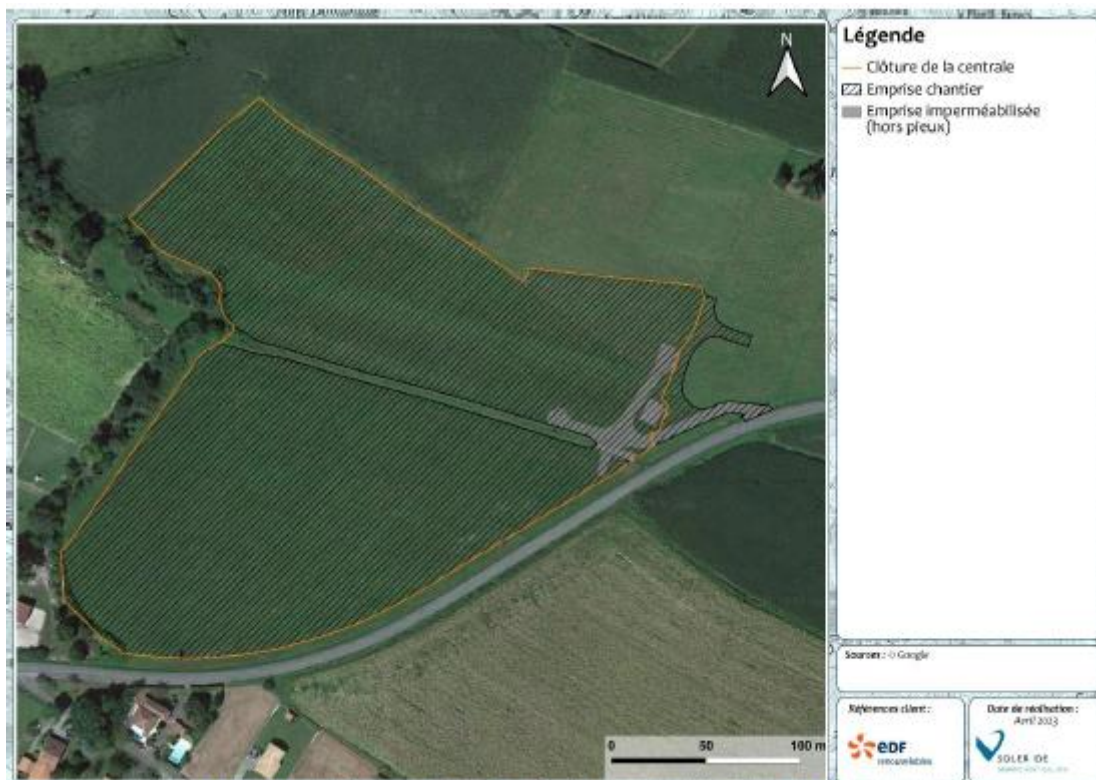 N
Légende
Clôture de la centrale
Emprise chantier
Emprise imperméabilisée
(hors pieux)
Sources : © Google
Références client :
Date de réalisation :
Avril 2023
eDF
renouvelables
SOLER IDE
0 50 100 m